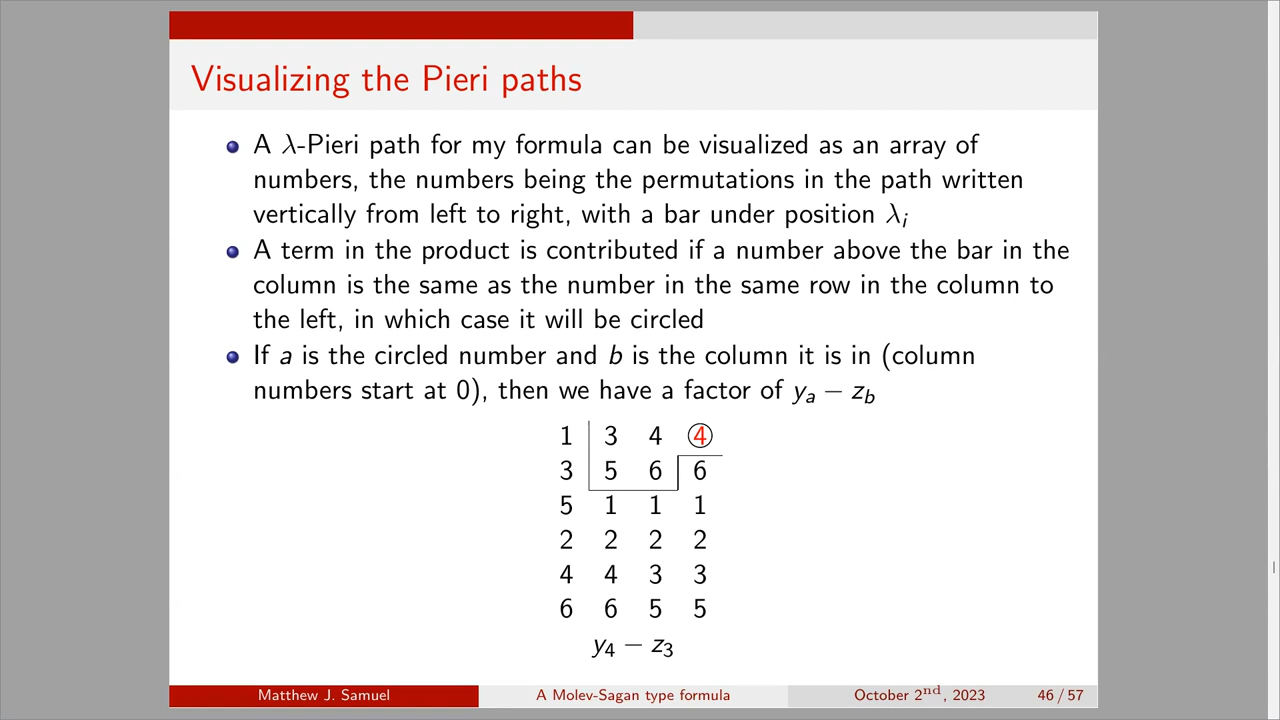 Visualizing the Pieri paths
A λ-Pieri path for my formula can be visualized as an array of
numbers, the numbers being the permutations in the path written
vertically from left to right, with a bar under position λᵢ
A term in the product is contributed if a number above the bar in the
column is the same as the number in the same row in the column to
the left, in which case it will be circled
If a is the circled number and b is the column it is in (column
numbers start at 0), then we have a factor of yₐ − z_b
1 3 4 4
3 5 6 6
5 1 1 1
2 2 2 2
4 4 3 3
6 6 5 5
y₄ − z₃
Matthew J. Samuel A Molev-Sagan type formula October 2nd, 2023 46 / 57